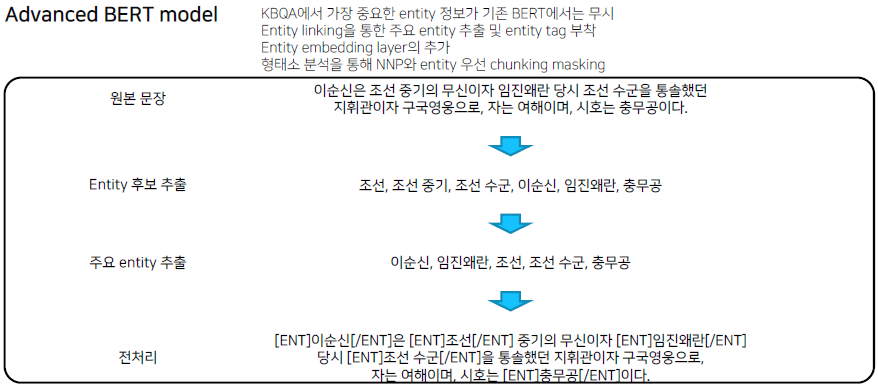 Advanced BERT model
KBQA에서 가장 중요한 entity 정보가 기존 BERT에서는 무시
Entity linking을 통한 주요 entity 추출 및 entity tag 부착
Entity embedding layer의 추가
형태소 분석을 통해 NNP와 entity 우선 chunking masking
원본 문장
이순신은 조선 중기의 무신이자 임진왜란 당시 조선 수군을 통솔했던
지휘관이자 구국영웅으로, 자는 여해이며, 시호는 충무공이다.
Entity 후보 추출
조선, 조선 중기, 조선 수군, 이순신, 임진왜란, 충무공
주요 entity 추출
이순신, 임진왜란, 조선, 조선 수군, 충무공
전처리
[ENT]이순신[/ENT]은 [ENT]조선[/ENT] 중기의 무신이자 [ENT]임진왜란[/ENT]
당시 [ENT]조선 수군[/ENT]을 통솔했던 지휘관이자 구국영웅으로,
자는 여해이며, 시호는 [ENT]충무공[/ENT]이다.